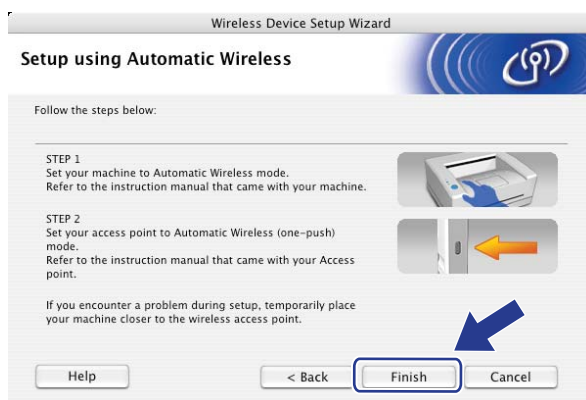 Wireless Device Setup Wizard
Setup using Automatic Wireless
Follow the steps below:
STEP 1
Set your machine to Automatic Wireless mode.
Refer to the instruction manual that came with your machine.
STEP 2
Set your access point to Automatic Wireless (one-push)
mode.
Refer to the instruction manual that came with your Access
point.
If you encounter a problem during setup, temporarily place
your machine closer to the wireless access point.
Help
< Back
Finish
Cancel